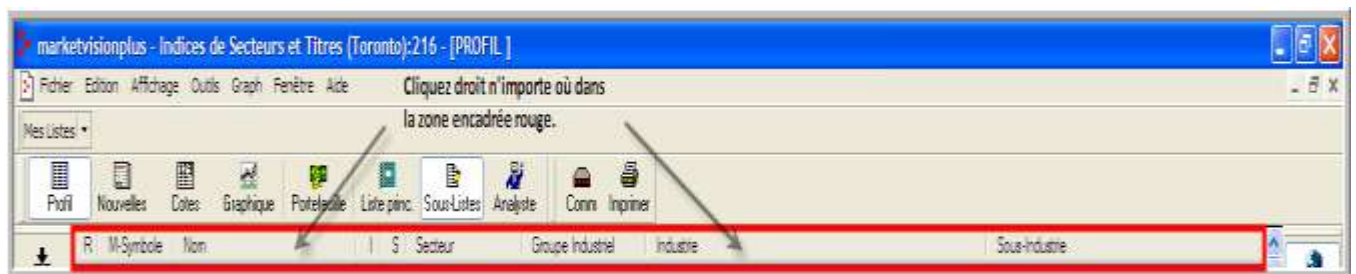 marketvisionplus - Indices de Secteurs et Titres (Toronto):216 - [PROFIL ]
Fichier Edition Affichage Outils Graph Fenêtre Aide
Cliquez droit n'importe où dans
la zone encadrée rouge.
Mes Listes
Profil Nouvelles Cotes Graphique Portefeuille Liste princ. Sous-Listes Analyste Comm Imprimer
R M-Symbole Nom I S Secteur Groupe Industriel Industrie Sous-Industrie